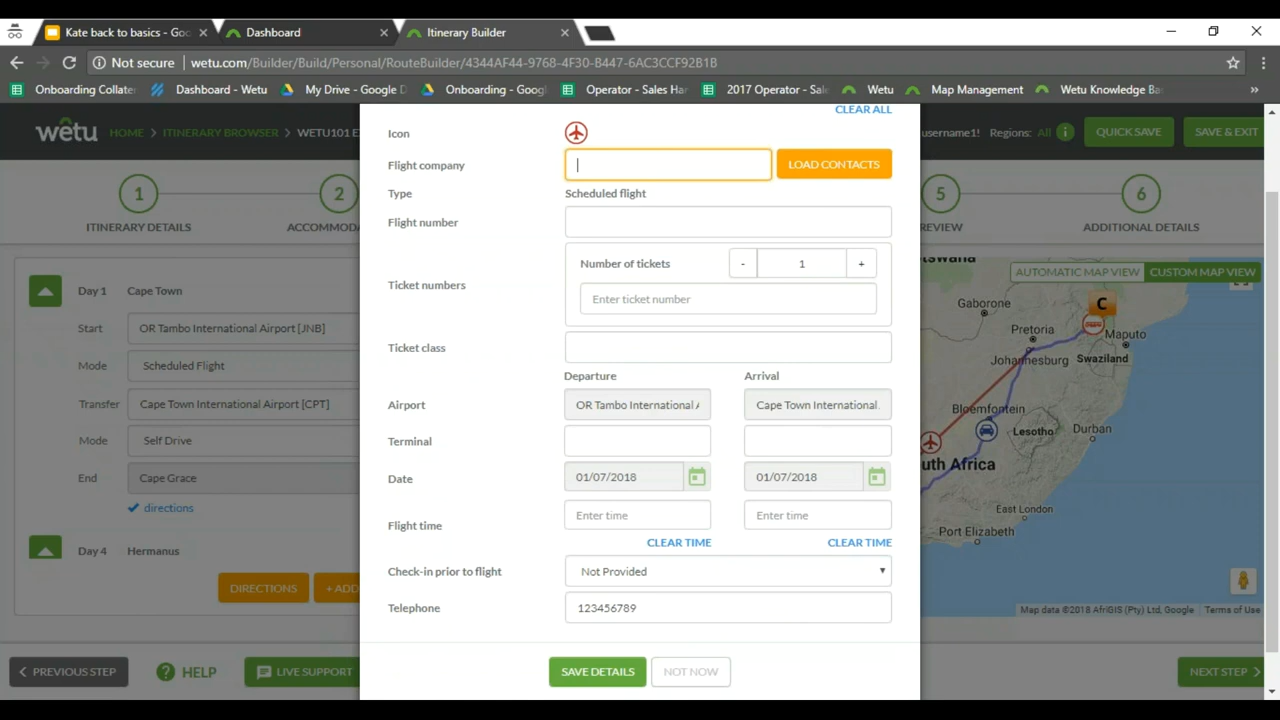 Kate back to basics - Goo
Dashboard
Itinerary Builder
Not secure | wetu.com/Builder/Build/Personal/RouteBuilder/4344AF44-9768-4F30-B447-6AC3CCF92B1B
Onboarding Collater
Dashboard - Wetu
My Drive - Google D
Onboarding - Googl
Operator - Sales Har
2017 Operator - Sale
Wetu
Map Management
Wetu Knowledge Ba
»
wetu HOME > ITINERARY BROWSER > WETU101 E
username1! Regions: All i
QUICK SAVE
SAVE & EXIT
CLEAR ALL
Icon
Flight company
LOAD CONTACTS
Type Scheduled flight
Flight number
Number of tickets - 1 +
Ticket numbers
Enter ticket number
Ticket class
Departure Arrival
Airport OR Tambo International A Cape Town International.
Terminal
Date 01/07/2018 01/07/2018
Flight time Enter time Enter time
CLEAR TIME CLEAR TIME
Check-in prior to flight Not Provided
Telephone 123456789
SAVE DETAILS NOT NOW
1 2 5 6
ITINERARY DETAILS ACCOMMODA REVIEW ADDITIONAL DETAILS
Day 1 Cape Town
Start OR Tambo International Airport [JNB]
Mode Scheduled Flight
Transfer Cape Town International Airport [CPT]
Mode Self Drive
End Cape Grace
directions
Day 4 Hermanus
DIRECTIONS + ADD
PREVIOUS STEP HELP LIVE SUPPORT NEXT STEP
AUTOMATIC MAP VIEW CUSTOM MAP VIEW
otswana
Gaborone
C
Pretoria
Maputo
Johannesburg
Swaziland
Bloemfontein
Lesotho
Durban
uth Africa
East London
Port Elizabeth
Map data ©2018 AfriGIS (Pty) Ltd, Google Terms of Use